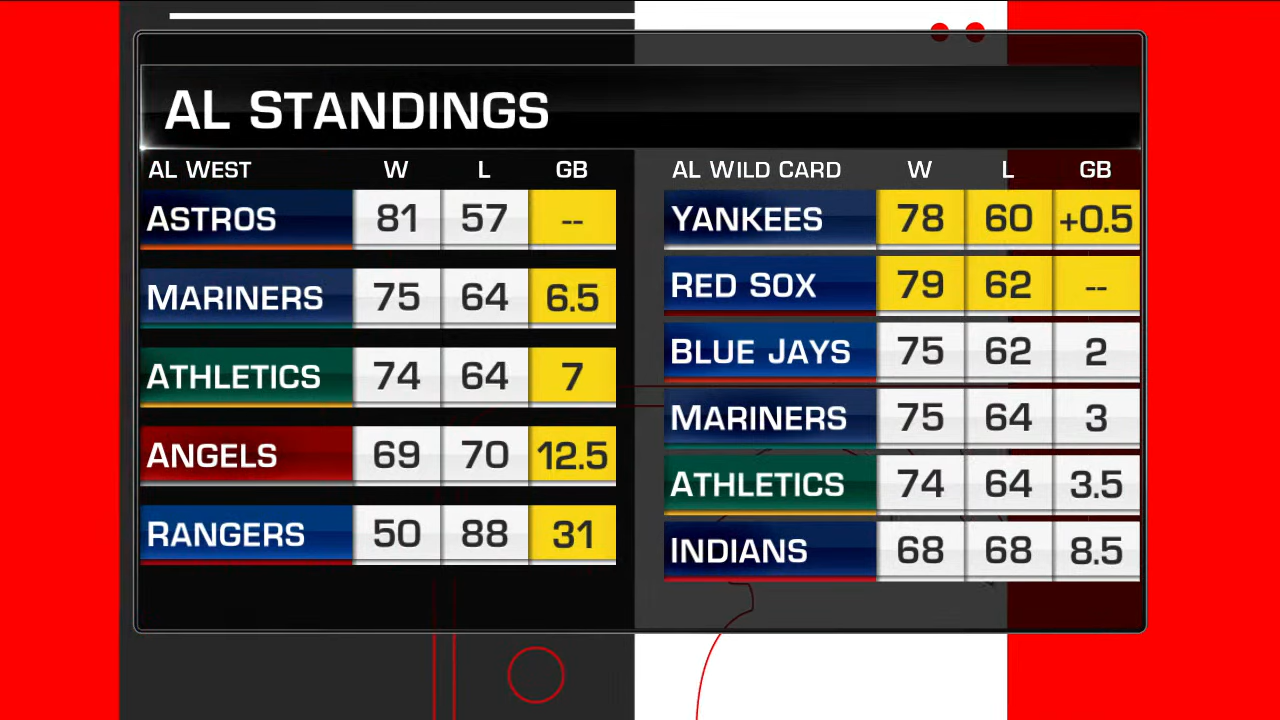 AL STANDINGS
AL WEST W L GB
ASTROS 81 57 --
MARINERS 75 64 6.5
ATHLETICS 74 64 7
ANGELS 69 70 12.5
RANGERS 50 88 31
AL WILD CARD W L GB
YANKEES 78 60 +0.5
RED SOX 79 62 --
BLUE JAYS 75 62 2
MARINERS 75 64 3
ATHLETICS 74 64 3.5
INDIANS 68 68 8.5